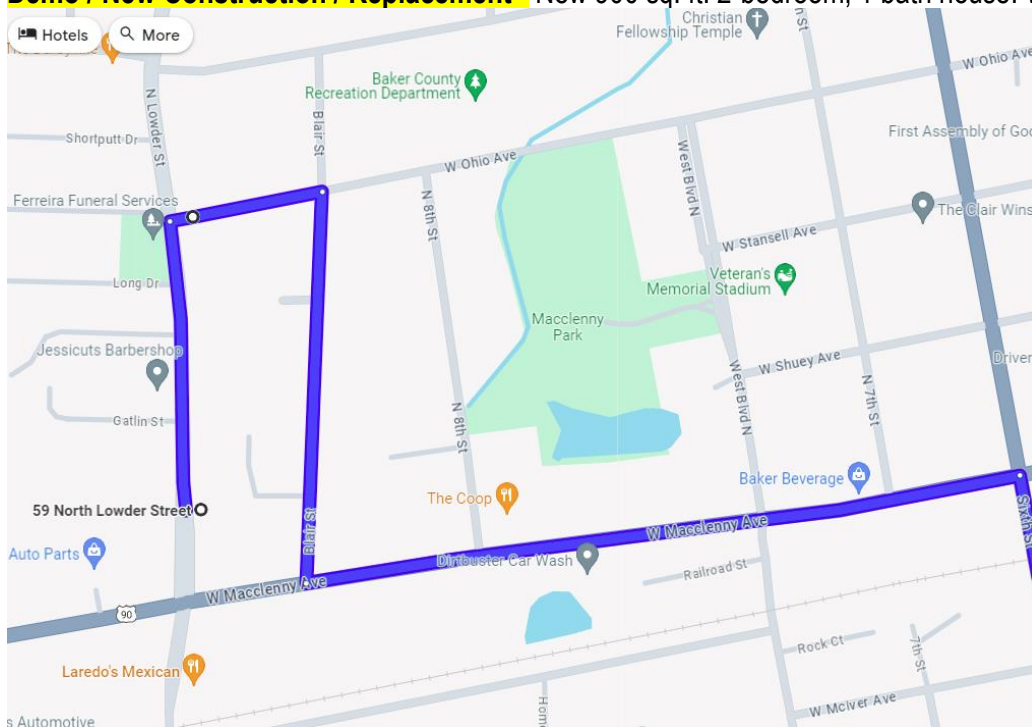 Demo / New Construction / Replacement
Hotels
More
Christian
Fellowship Temple
W Ohio Ave
Baker County
Recreation Department
N Lowder St
Blair St
Shortputt Dr
W Ohio Ave
West Blvd N
First Assembly of God
Ferreira Funeral Services
N 8th St
The Clair Wins
W Stansell Ave
Long Dr
Veteran's
Memorial Stadium
Macclenny
Park
Jessicuts Barbershop
W Shuey Ave
Driver
N 7th St
West Blvd N
Gatlin St
N 8th St
Baker Beverage
The Coop
59 North Lowder Street
Blair St
Sixth St
W Macclenny Ave
Auto Parts
Dirtbuster Car Wash
Railroad St
W Macclenny Ave
90
Rock Ct
7th St
Laredo's Mexican
W Mciver Ave
s Automotive